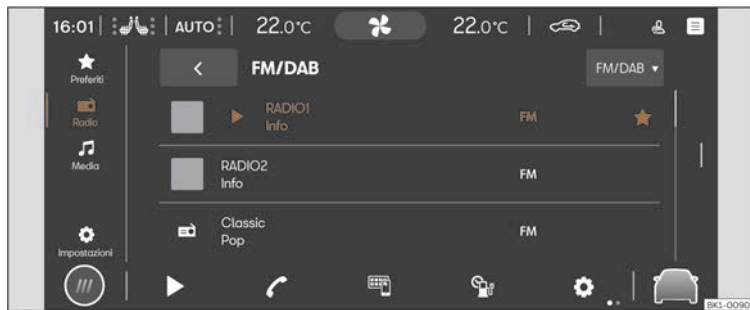 16:01 AUTO 22.0°C 22.0°C
Preferiti
FM/DAB
FM/DAB
Radio
RADIO1
Info
FM
Media
RADIO2
Info
FM
Impostazioni
Classic
Pop
FM
BK1-0090